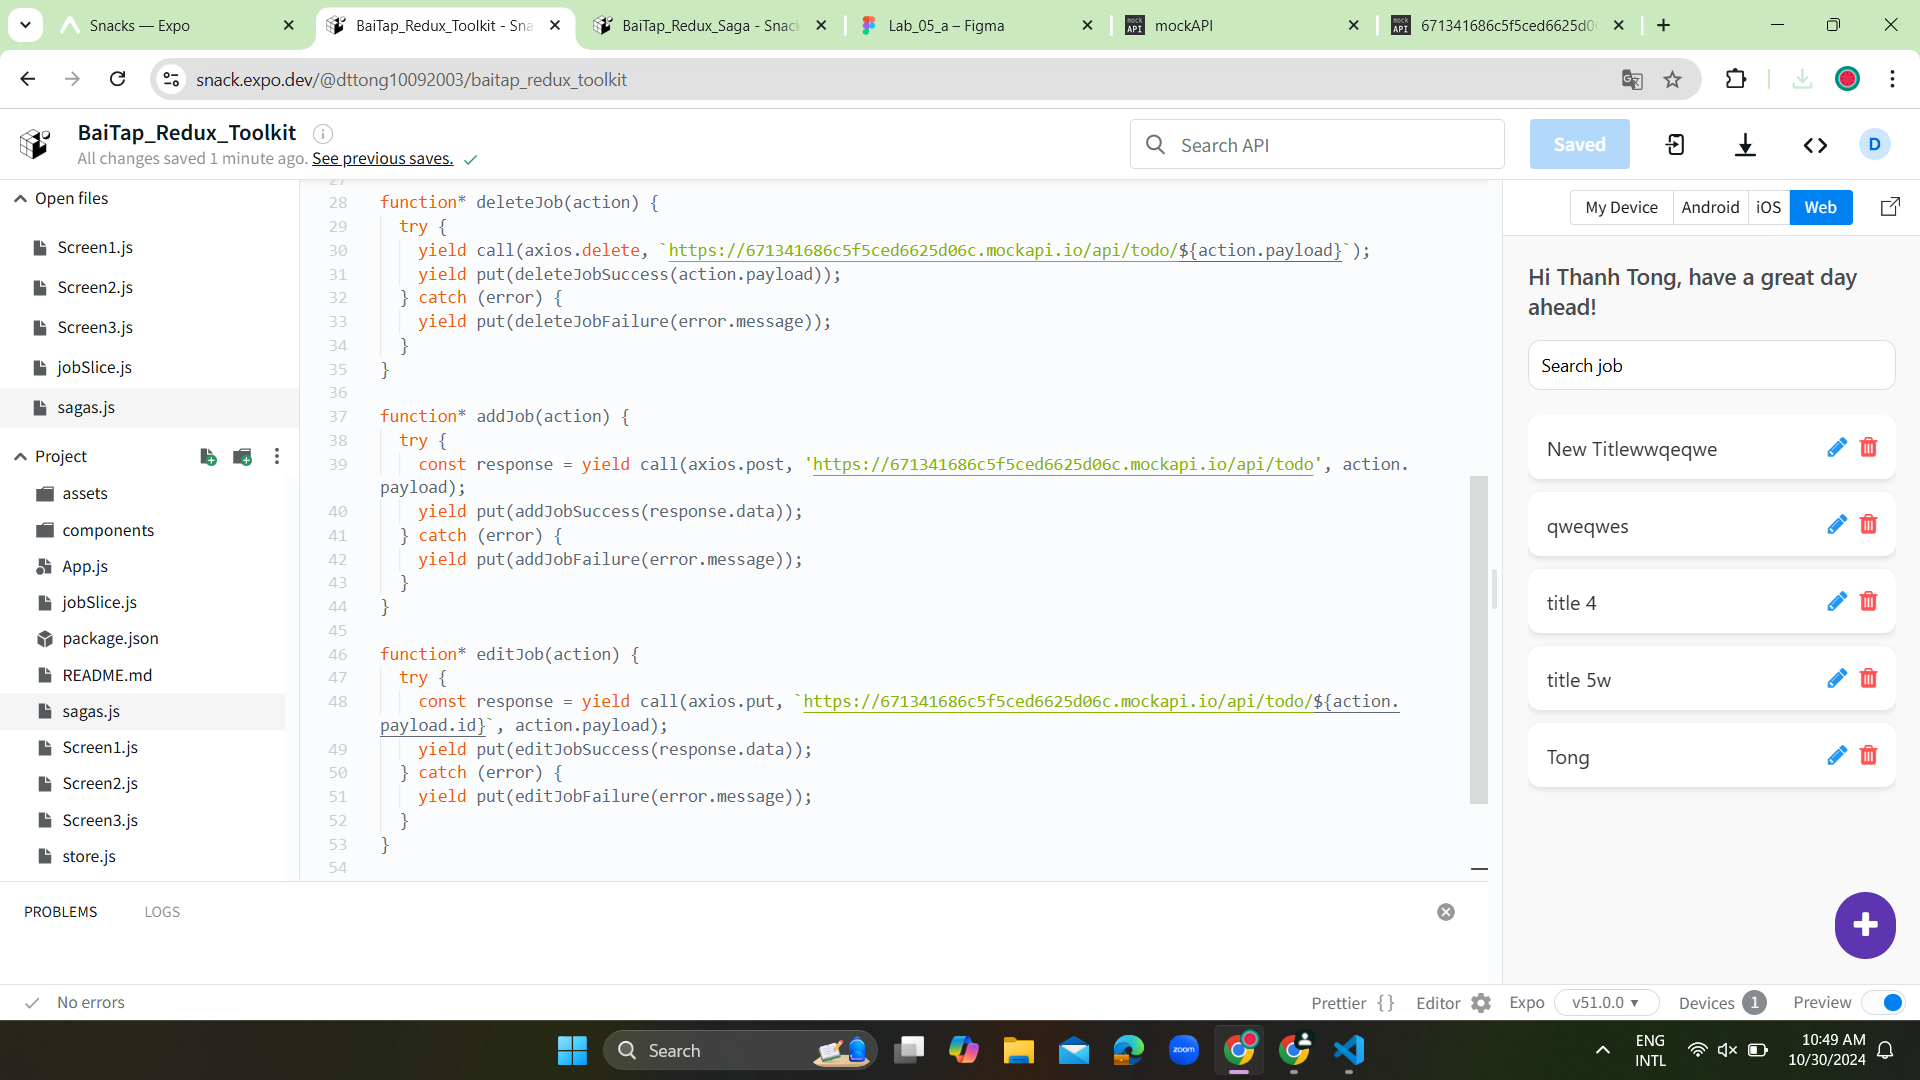 Snacks — Expo
BaiTap_Redux_Toolkit - Sna
BaiTap_Redux_Saga - Snack
Lab_05_a – Figma
mockAPI
671341686c5f5ced6625d0
snack.expo.dev/@dttong10092003/baitap_redux_toolkit
BaiTap_Redux_Toolkit
All changes saved 1 minute ago. See previous saves.
Search API
Saved
D
Open files
Screen1.js
Screen2.js
Screen3.js
jobSlice.js
sagas.js
Project
assets
components
App.js
jobSlice.js
package.json
README.md
sagas.js
Screen1.js
Screen2.js
Screen3.js
store.js
27
28 function* deleteJob(action) {
29 try {
30 yield call(axios.delete, `https://671341686c5f5ced6625d06c.mockapi.io/api/todo/${action.payload}`);
31 yield put(deleteJobSuccess(action.payload));
32 } catch (error) {
33 yield put(deleteJobFailure(error.message));
34 }
35 }
36
37 function* addJob(action) {
38 try {
39 const response = yield call(axios.post, 'https://671341686c5f5ced6625d06c.mockapi.io/api/todo', action.
payload);
40 yield put(addJobSuccess(response.data));
41 } catch (error) {
42 yield put(addJobFailure(error.message));
43 }
44 }
45
46 function* editJob(action) {
47 try {
48 const response = yield call(axios.put, `https://671341686c5f5ced6625d06c.mockapi.io/api/todo/${action.
payload.id}`, action.payload);
49 yield put(editJobSuccess(response.data));
50 } catch (error) {
51 yield put(editJobFailure(error.message));
52 }
53 }
54
My Device
Android
iOS
Web
Hi Thanh Tong, have a great day
ahead!
Search job
New Titlewwqeqwe
qweqwes
title 4
title 5w
Tong
PROBLEMS
LOGS
No errors
Prettier { }
Editor
Expo
v51.0.0
Devices 1
Preview
Search
zoom
ENG
INTL
10:49 AM
10/30/2024